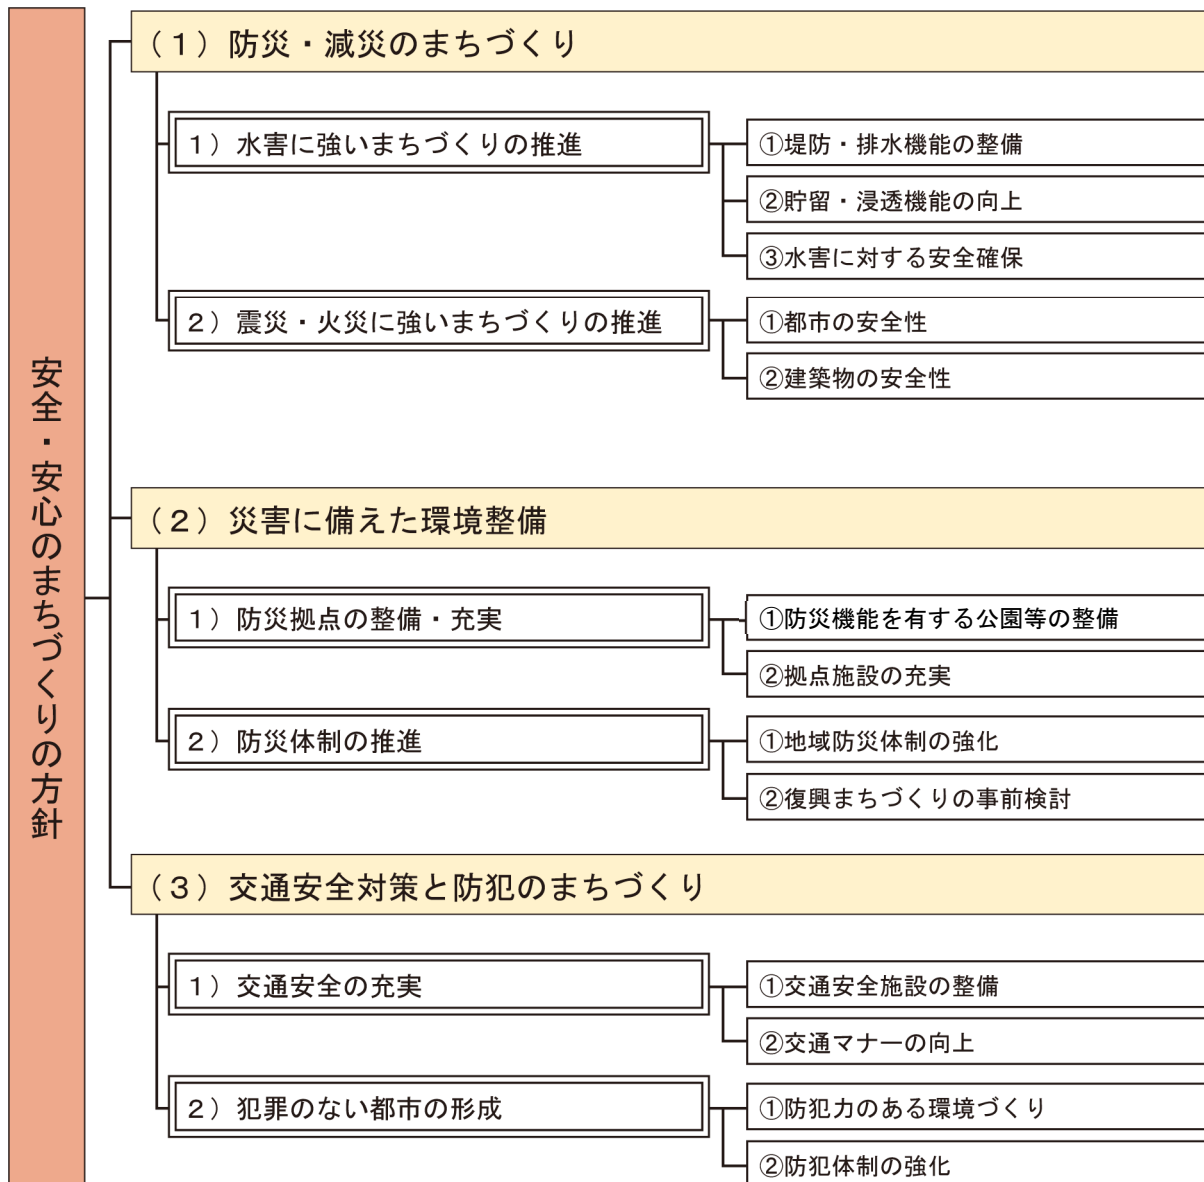 安全・安心のまちづくりの方針
（１）防災・減災のまちづくり
１）水害に強いまちづくりの推進
①堤防・排水機能の整備
②貯留・浸透機能の向上
③水害に対する安全確保
２）震災・火災に強いまちづくりの推進
①都市の安全性
②建築物の安全性
（２）災害に備えた環境整備
１）防災拠点の整備・充実
①防災機能を有する公園等の整備
②拠点施設の充実
２）防災体制の推進
①地域防災体制の強化
②復興まちづくりの事前検討
（３）交通安全対策と防犯のまちづくり
１）交通安全の充実
①交通安全施設の整備
②交通マナーの向上
２）犯罪のない都市の形成
①防犯力のある環境づくり
②防犯体制の強化